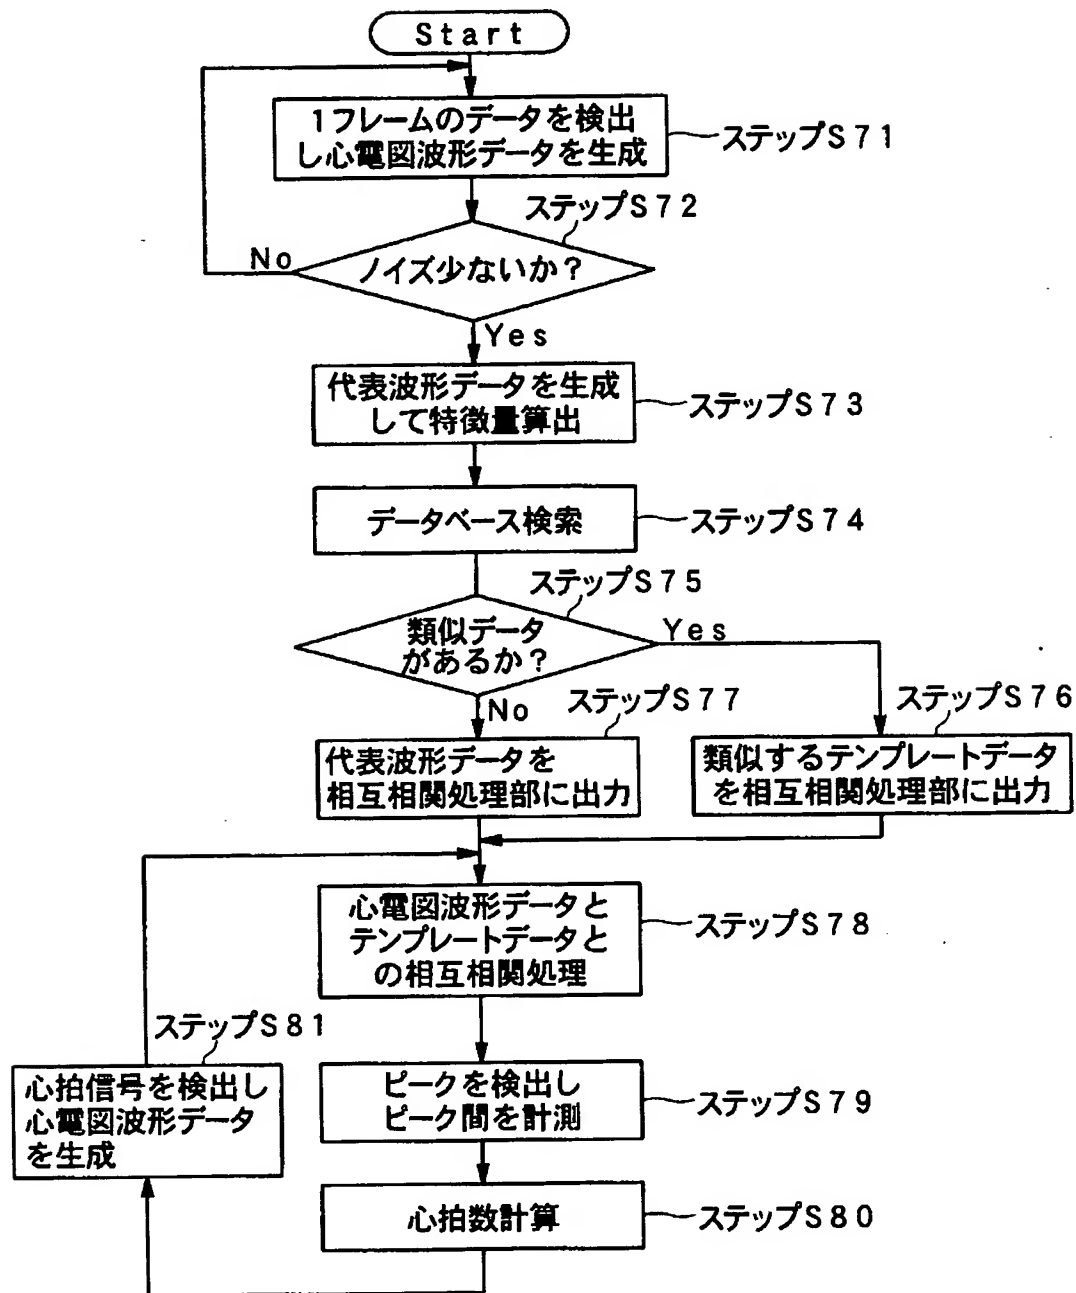 Start
1フレームのデータを検出
し心電図波形データを生成
ステップS71
ステップS72
ノイズ少ないか?
No
Yes
代表波形データを生成
して特徴量算出
ステップS73
データベース検索
ステップS74
ステップS75
類似データ
があるか?
Yes
No
ステップS77
ステップS76
代表波形データを
相互相関処理部に出力
類似するテンプレートデータ
を相互相関処理部に出力
心電図波形データと
テンプレートデータと
の相互相関処理
ステップS78
ステップS81
心拍信号を検出し
心電図波形データ
を生成
ピークを検出し
ピーク間を計測
ステップS79
心拍数計算
ステップS80